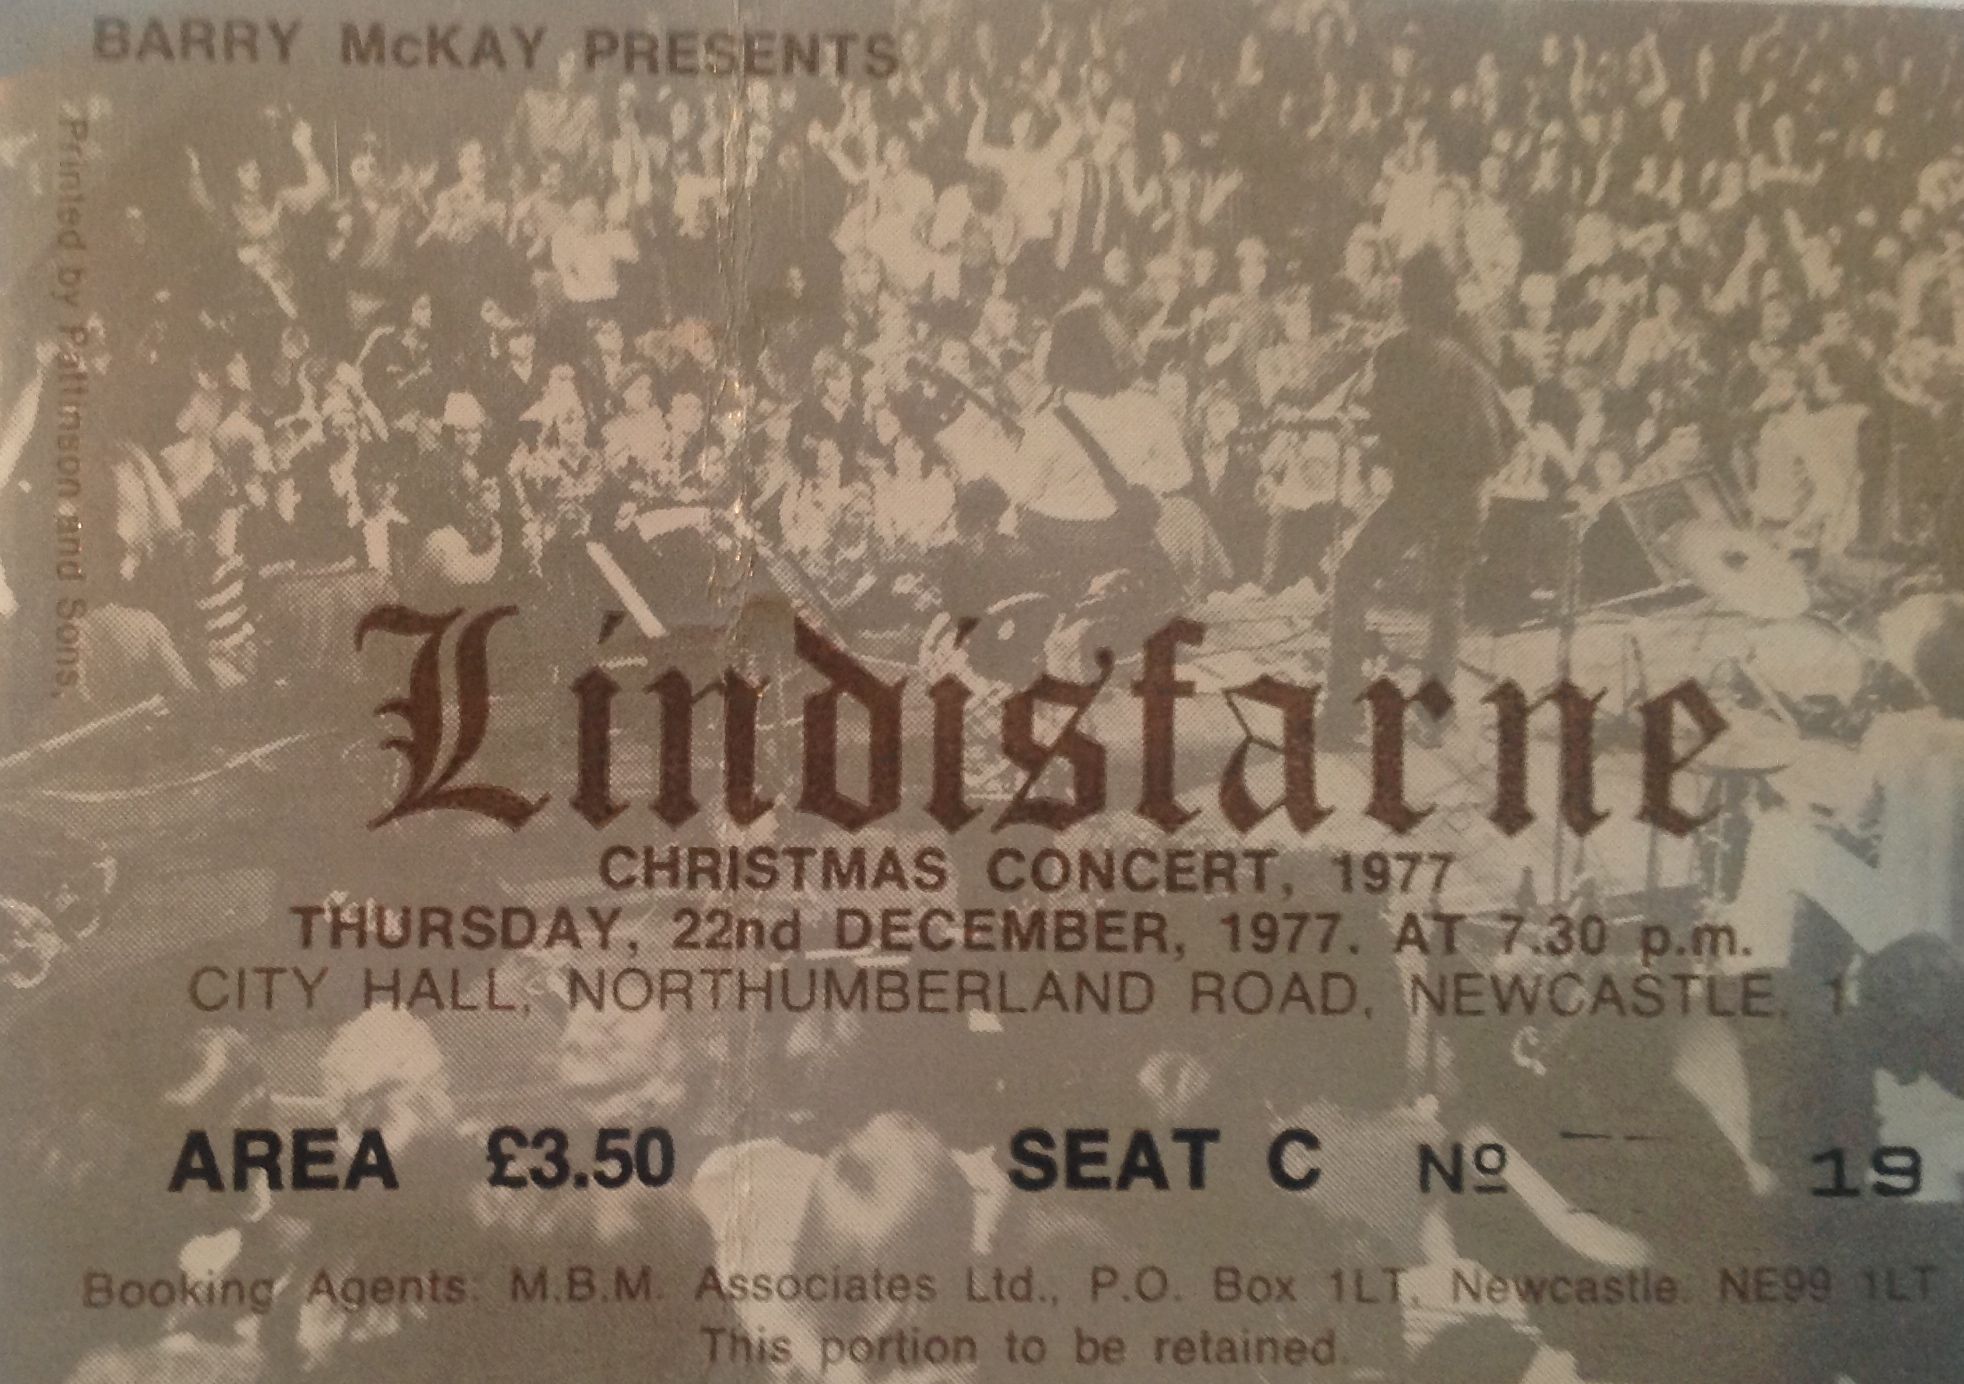 BARRY McKAY PRESENTS
Printed by Pattinson and Sons.
Lindisfarne
CHRISTMAS CONCERT, 1977
THURSDAY, 22nd DECEMBER, 1977. AT 7.30 p.m.
CITY HALL, NORTHUMBERLAND ROAD, NEWCASTLE, 1
AREA £3.50 SEAT C Nº 19
Booking Agents: M.B.M. Associates Ltd., P.O. Box 1LT, Newcastle. NE99 1LT
This portion to be retained.